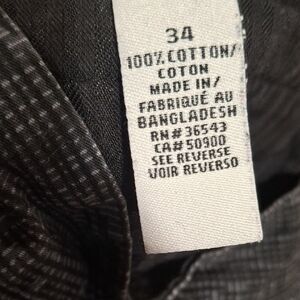 34
100% COTTON/
COTON
MADE IN/
FABRIQUÉ AU
BANGLADESH
RN# 36543
CA# 50900
SEE REVERSE
VOIR REVERSO